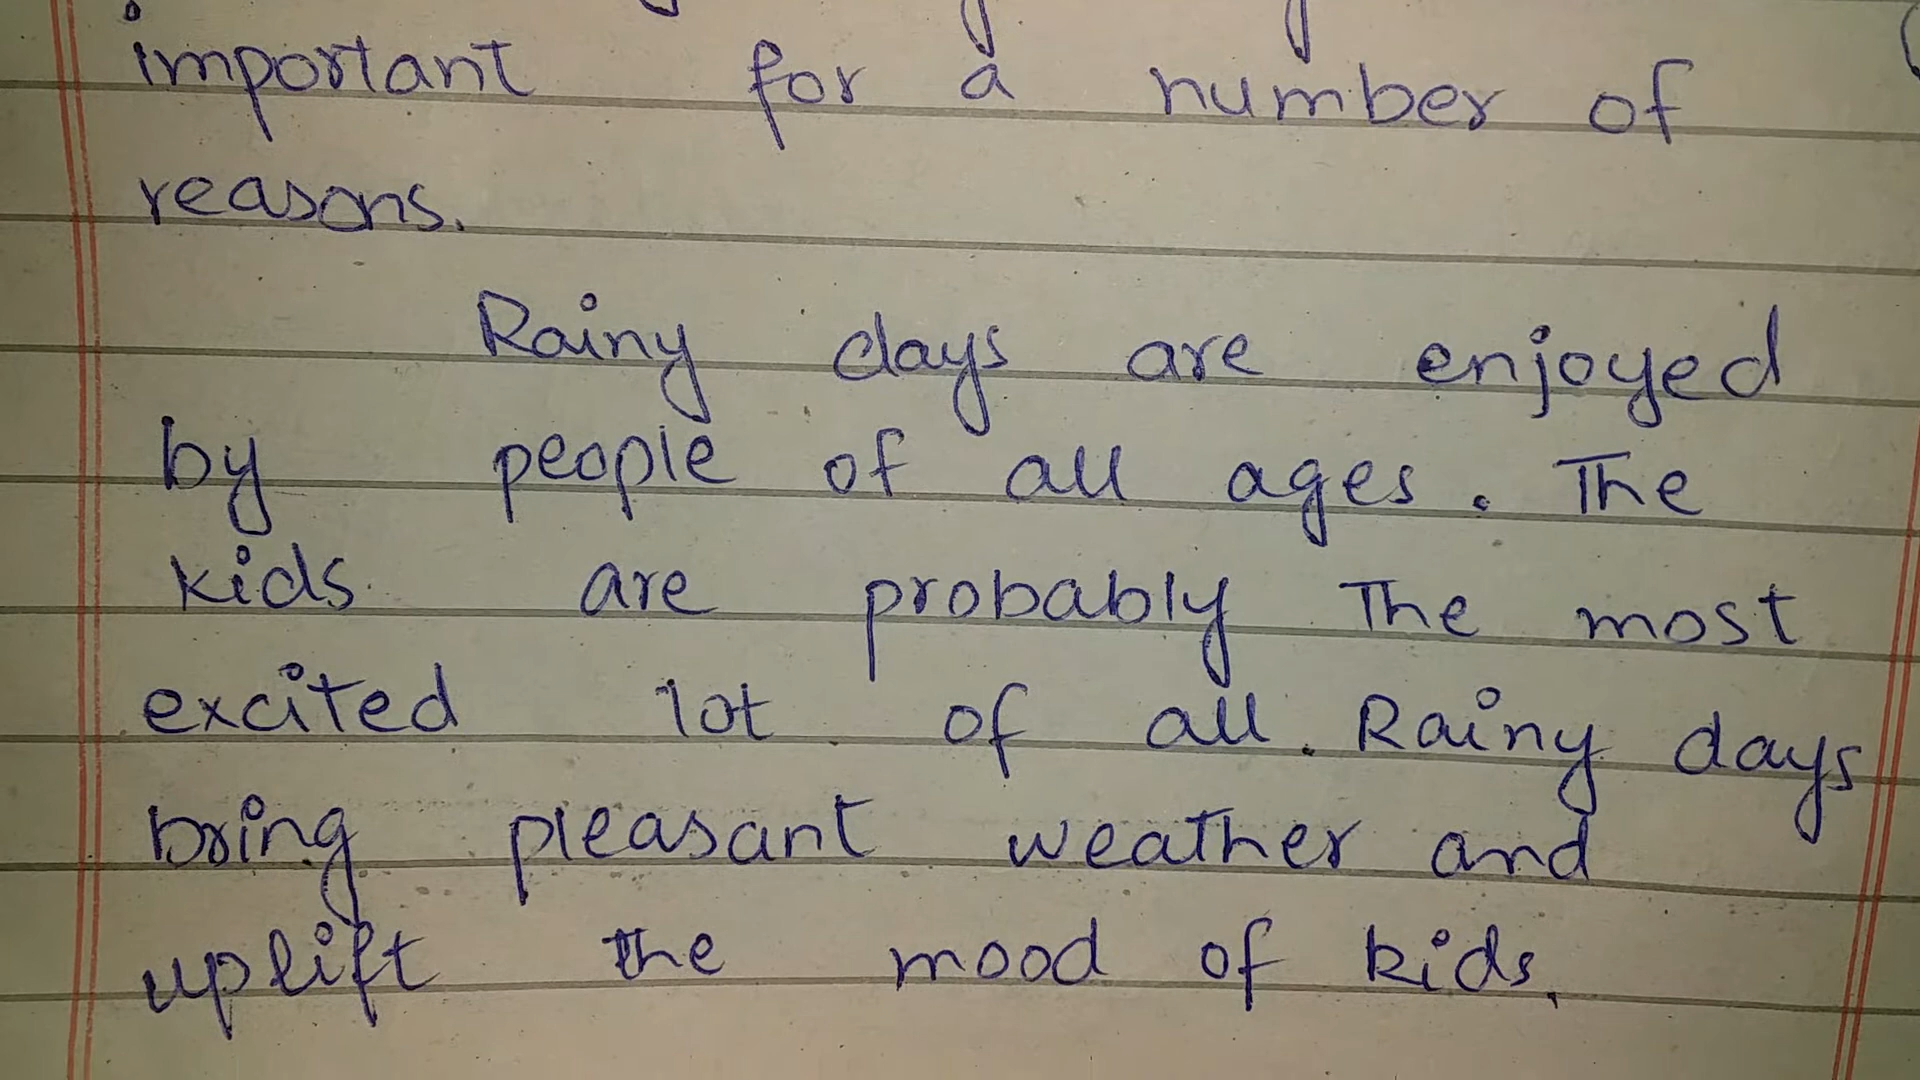 important for a number of
reasons.
Rainy days are enjoyed
by people of all ages. The
kids are probably The most
excited lot of all. Rainy days
bring pleasant weather and
uplift the mood of kids.